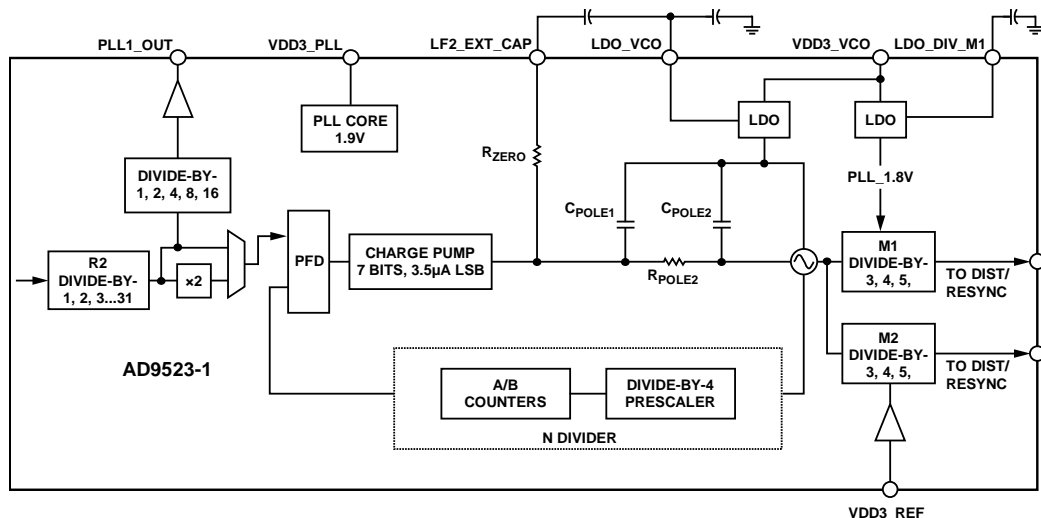 PLL1_OUT
VDD3_PLL
LF2_EXT_CAP
LDO_VCO
VDD3_VCO
LDO_DIV_M1
PLL CORE
1.9V
LDO
LDO
DIVIDE-BY-
1, 2, 4, 8, 16
RZERO
PLL_1.8V
CPOLE1
CPOLE2
R2
DIVIDE-BY-
1, 2, 3...31
×2
PFD
CHARGE PUMP
7 BITS, 3.5µA LSB
RPOLE2
M1
DIVIDE-BY-
3, 4, 5,
TO DIST/
RESYNC
AD9523-1
A/B
COUNTERS
DIVIDE-BY-4
PRESCALER
N DIVIDER
M2
DIVIDE-BY-
3, 4, 5,
TO DIST/
RESYNC
VDD3_REF